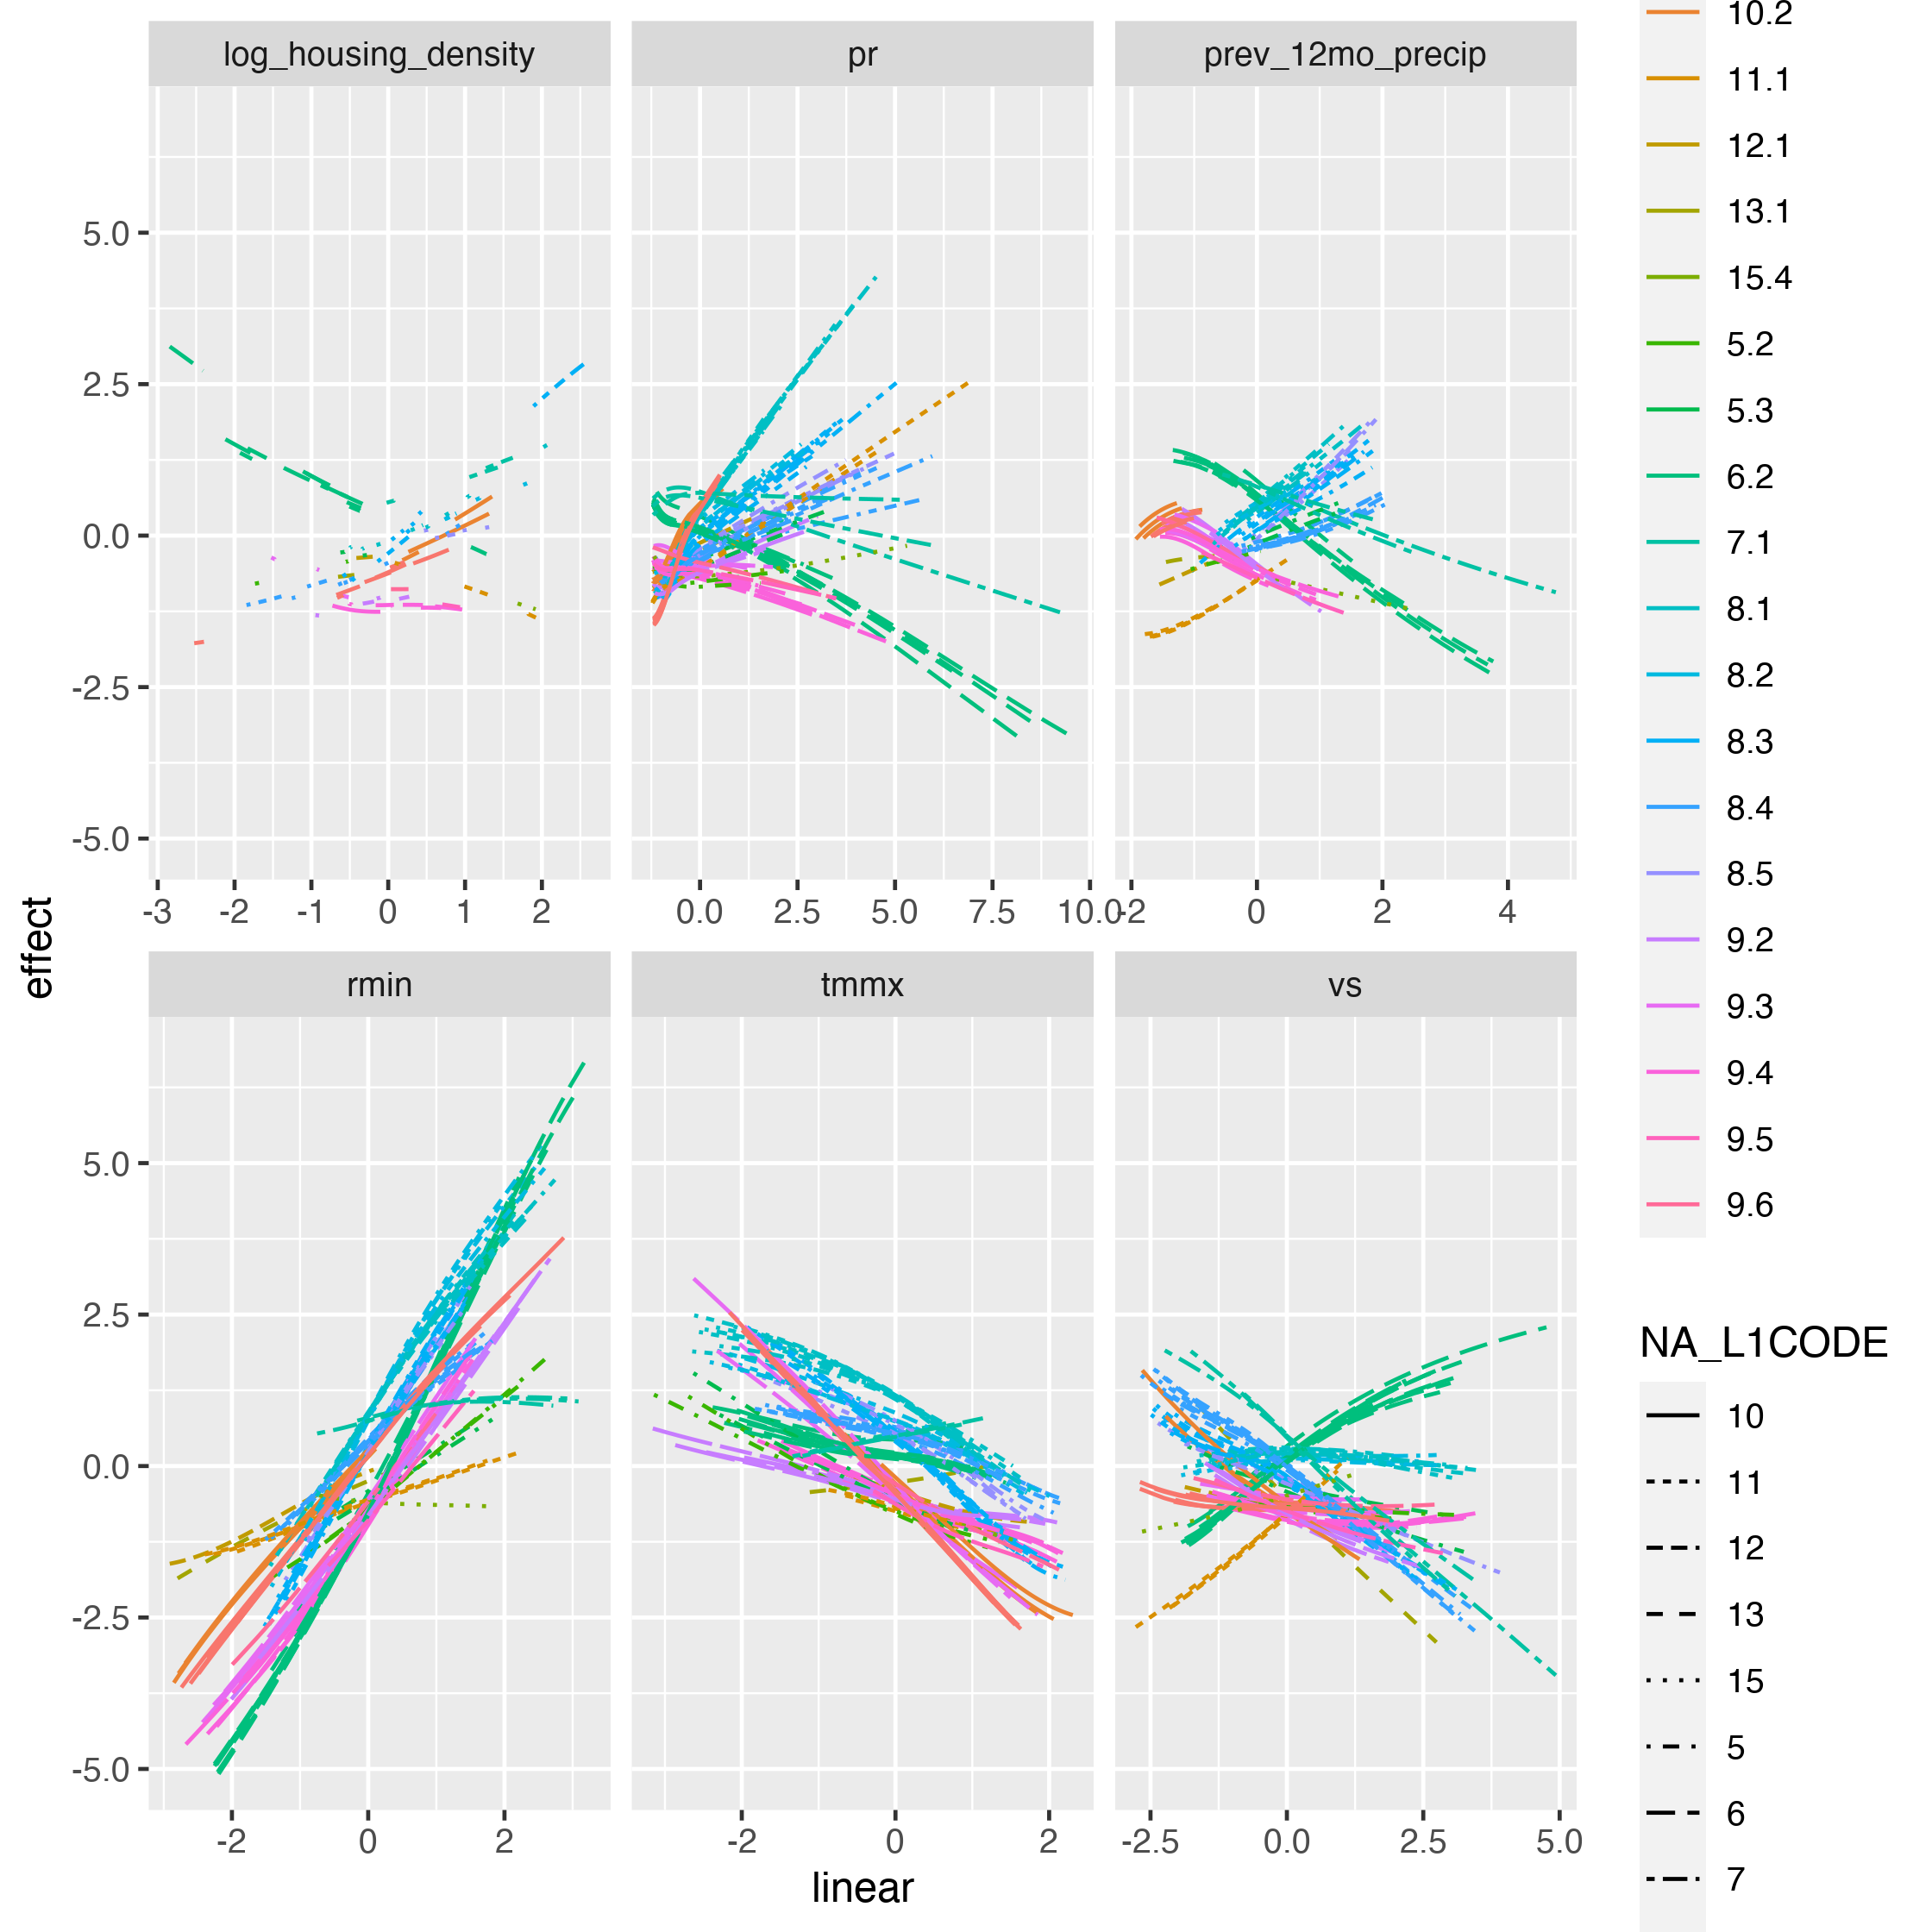 log_housing_density
pr
prev_12mo_precip
5.0
2.5
0.0
-2.5
-5.0
-3 -2 -1 0 1 2
0.0 2.5 5.0 7.5 10.0
-2 0 2 4
effect
rmin
tmmx
vs
5.0
2.5
0.0
-2.5
-5.0
-2 0 2
-2 0 2
-2.5 0.0 2.5 5.0
linear
10.2
11.1
12.1
13.1
15.4
5.2
5.3
6.2
7.1
8.1
8.2
8.3
8.4
8.5
9.2
9.3
9.4
9.5
9.6
NA_L1CODE
10
11
12
13
15
5
6
7